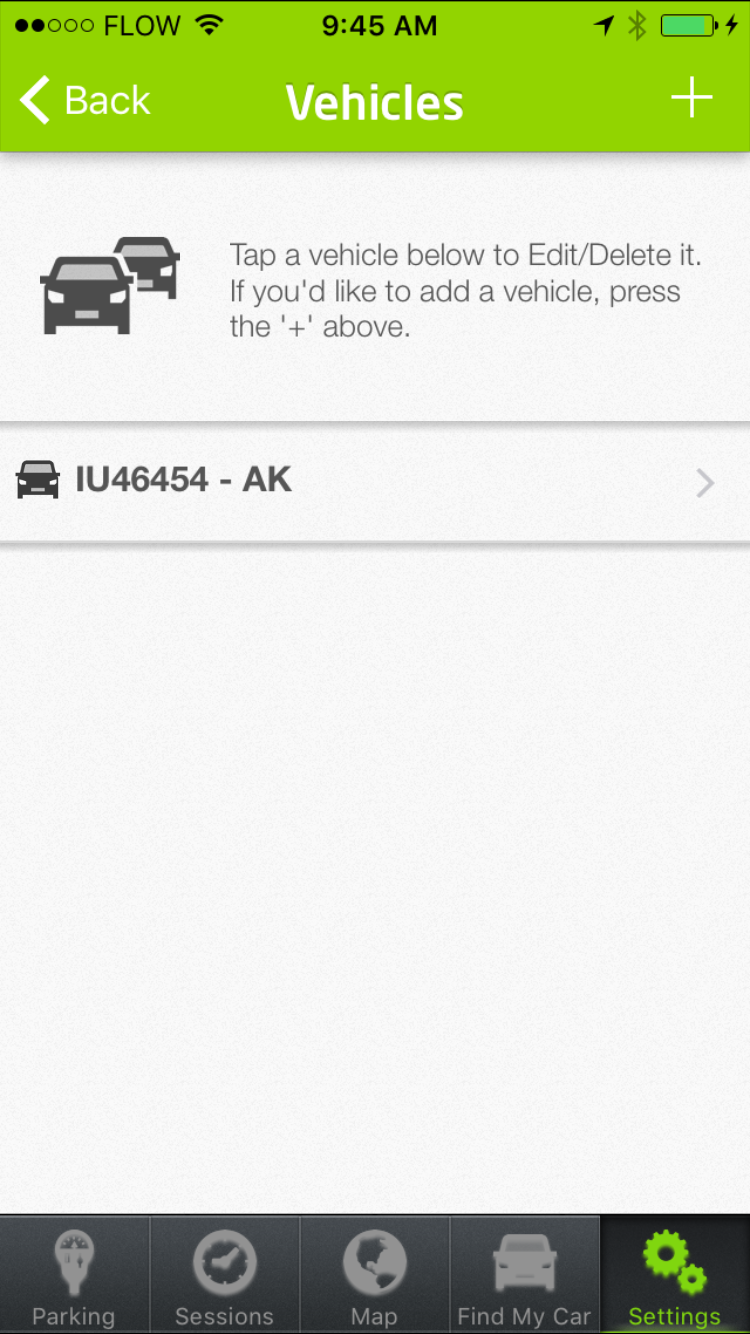 FLOW 9:45 AM
Back Vehicles +
Tap a vehicle below to Edit/Delete it.
If you'd like to add a vehicle, press
the '+' above.
IU46454 - AK
Parking Sessions Map Find My Car Settings